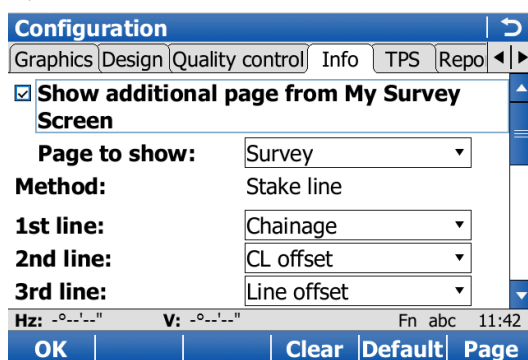 Configuration
Graphics Design Quality control Info TPS Repo
Show additional page from My Survey
Screen
Page to show: Survey
Method: Stake line
1st line: Chainage
2nd line: CL offset
3rd line: Line offset
Hz: -°--'--" V: -°--'--" Fn abc 11:42
OK Clear Default Page